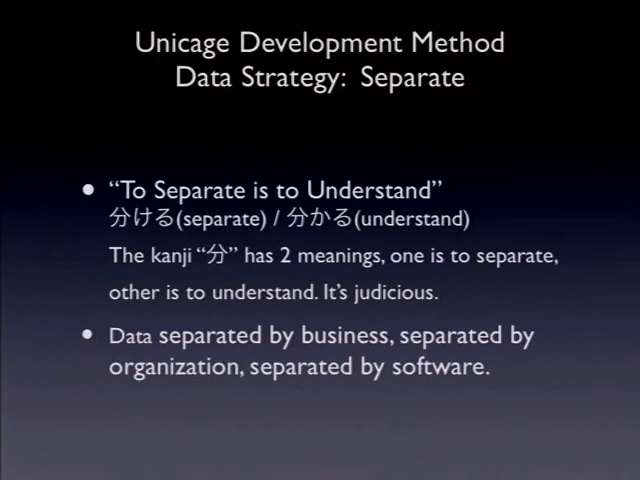 Unicage Development Method
Data Strategy: Separate
• “To Separate is to Understand”
分ける(separate) / 分かる(understand)
The kanji “分” has 2 meanings, one is to separate,
other is to understand. It’s judicious.
• Data separated by business, separated by
organization, separated by software.